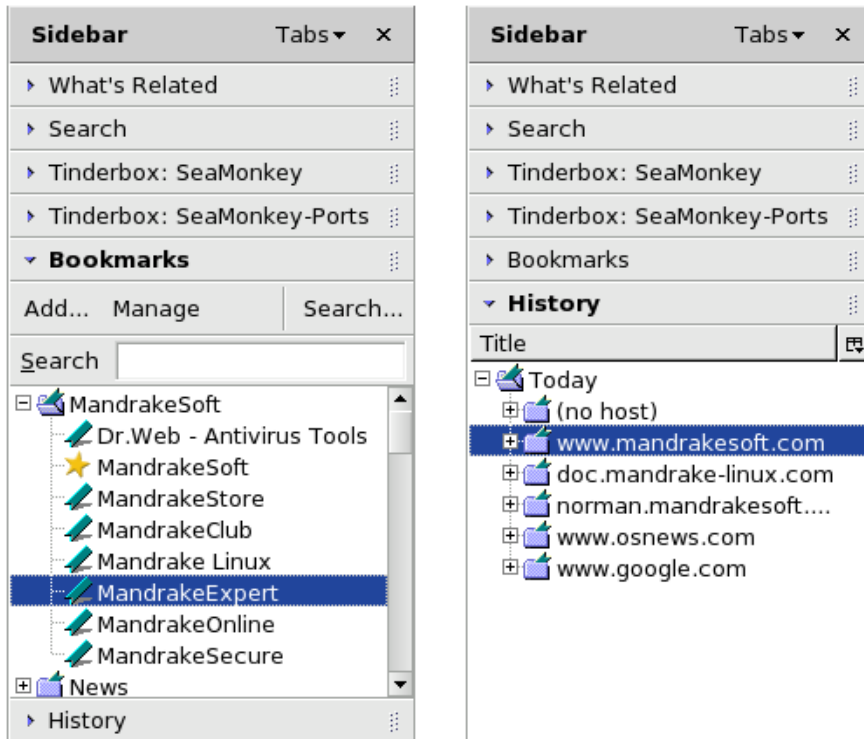 Sidebar Tabs ×
What's Related
Search
Tinderbox: SeaMonkey
Tinderbox: SeaMonkey-Ports
Bookmarks
Add... Manage Search...
Search
MandrakeSoft
Dr.Web - Antivirus Tools
MandrakeSoft
MandrakeStore
MandrakeClub
Mandrake Linux
MandrakeExpert
MandrakeOnline
MandrakeSecure
News
History
Sidebar Tabs ×
What's Related
Search
Tinderbox: SeaMonkey
Tinderbox: SeaMonkey-Ports
Bookmarks
History
Title
Today
(no host)
www.mandrakesoft.com
doc.mandrake-linux.com
norman.mandrakesoft....
www.osnews.com
www.google.com